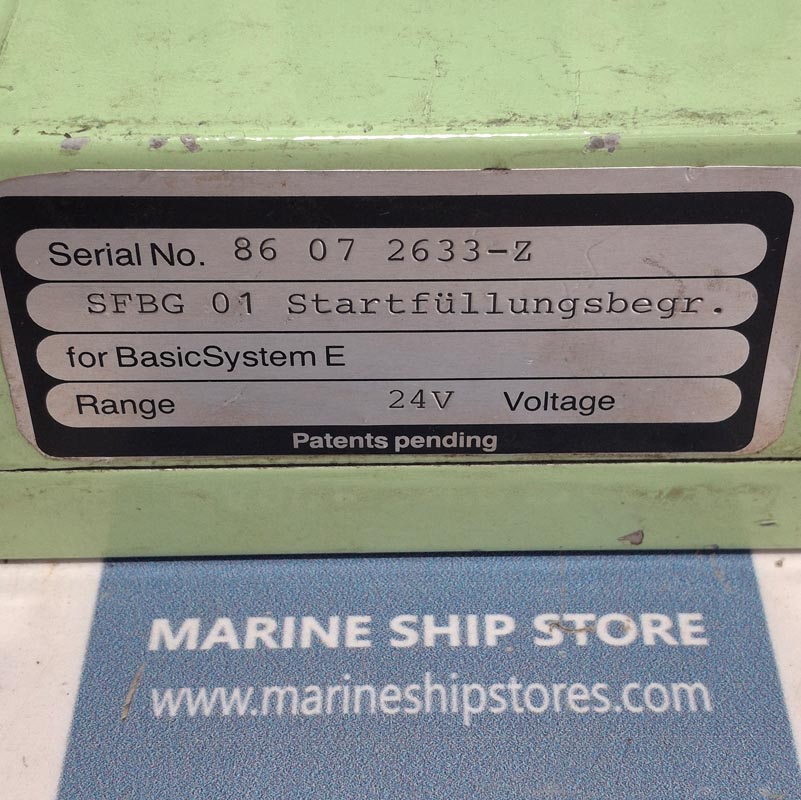 Serial No. 86 07 2633-Z
SFBG 01 Startfüllungsbegr.
for BasicSystem E
Range 24V Voltage
Patents pending
MARINE SHIP STORE
www.marineshipstores.com